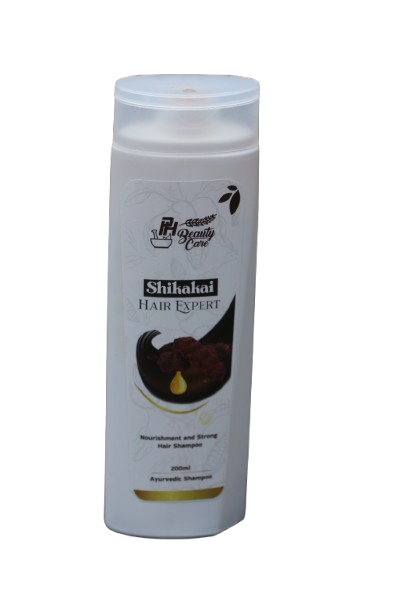 PH
Beauty
Care
Shikakai
HAIR EXPERT
Nourishment and Strong
Hair Shampoo
200ml
Ayurvedic Shampoo